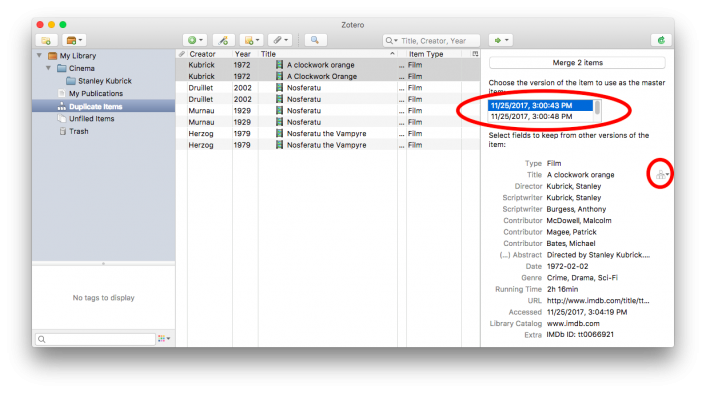 Zotero
Title, Creator, Year
My Library
Cinema
Stanley Kubrick
My Publications
Duplicate Items
Unfiled Items
Trash
No tags to display
Creator Year Title Item Type
Kubrick 1972 A clockwork orange ... Film
Kubrick 1972 A Clockwork Orange ... Film
Druillet 2002 Nosferatu ... Film
Druillet 2002 Nosferatu ... Film
Murnau 1929 Nosferatu ... Film
Murnau 1929 Nosferatu ... Film
Herzog 1979 Nosferatu the Vampyre ... Film
Herzog 1979 Nosferatu the Vampyre ... Film
Merge 2 items
Choose the version of the item to use as the master
item:
11/25/2017, 3:00:43 PM
11/25/2017, 3:00:48 PM
Select fields to keep from other versions of the
item:
Type Film
Title A clockwork orange
Director Kubrick, Stanley
Scriptwriter Kubrick, Stanley
Scriptwriter Burgess, Anthony
Contributor McDowell, Malcolm
Contributor Magee, Patrick
Contributor Bates, Michael
(...) Abstract Directed by Stanley Kubrick....
Date 1972-02-02
Genre Crime, Drama, Sci-Fi
Running Time 2h 16min
URL http://www.imdb.com/title/tt...
Accessed 11/25/2017, 3:04:19 PM
Library Catalog www.imdb.com
Extra IMDb ID: tt0066921